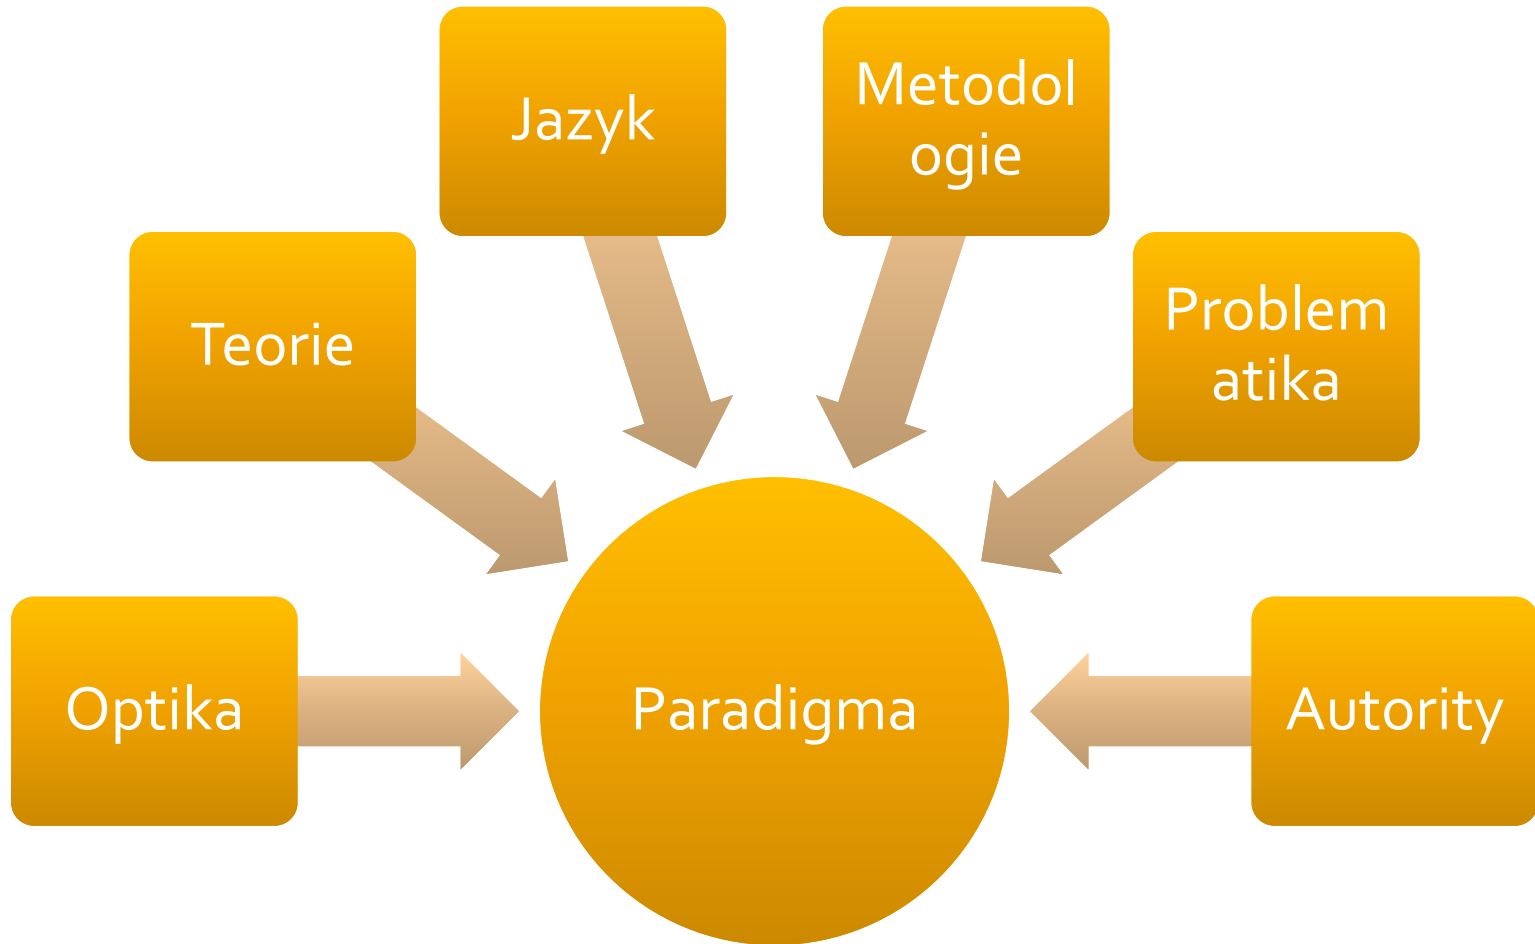 Jazyk
Metodol
ogie
Teorie
Problem
atika
Optika
Paradigma
Autority